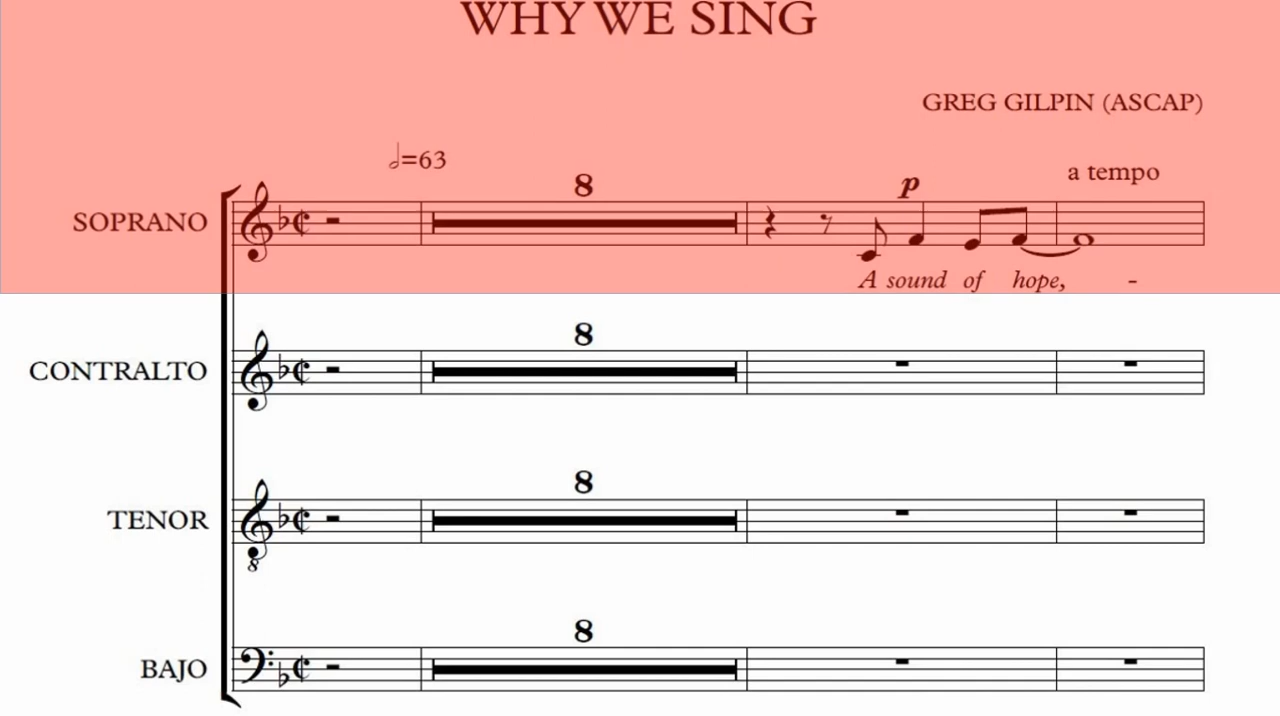 WHY WE SING
GREG GILPIN (ASCAP)
=63
a tempo
8
p
SOPRANO
A sound of hope, -
8
CONTRALTO
8
TENOR
8
8
BAJO